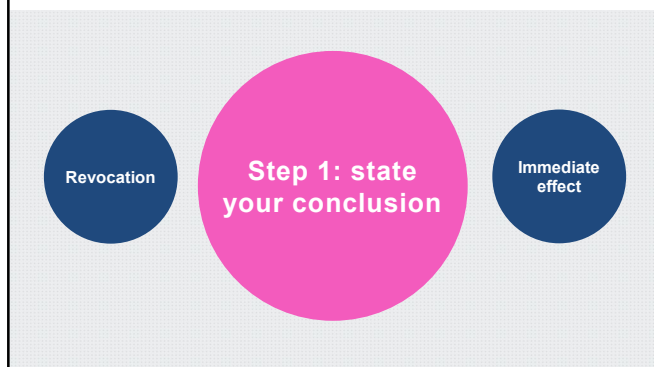 Revocation
Step 1: state
your conclusion
Immediate
effect